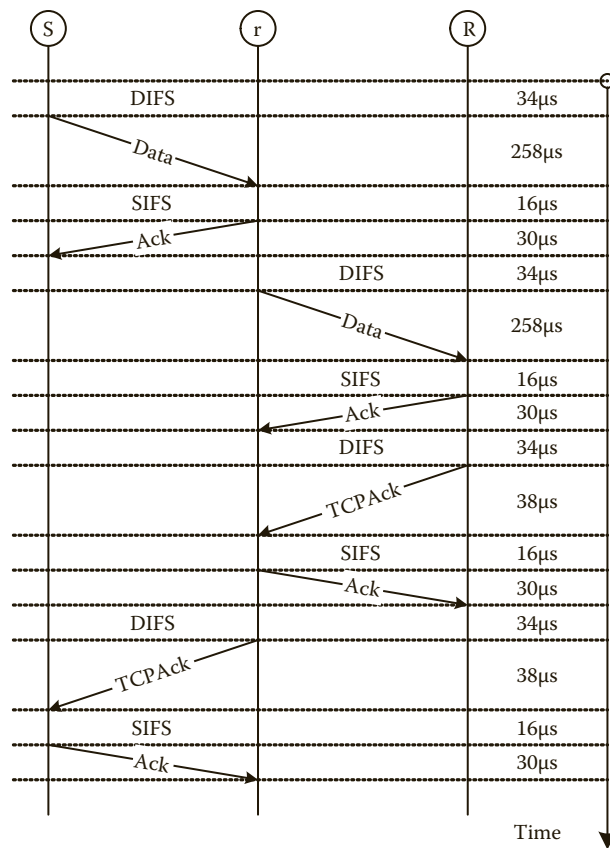 S r R
DIFS 34μs
Data 258μs
SIFS 16μs
Ack 30μs
DIFS 34μs
Data 258μs
SIFS 16μs
Ack 30μs
DIFS 34μs
TCPAck 38μs
SIFS 16μs
Ack 30μs
DIFS 34μs
TCPAck 38μs
SIFS 16μs
Ack 30μs
Time